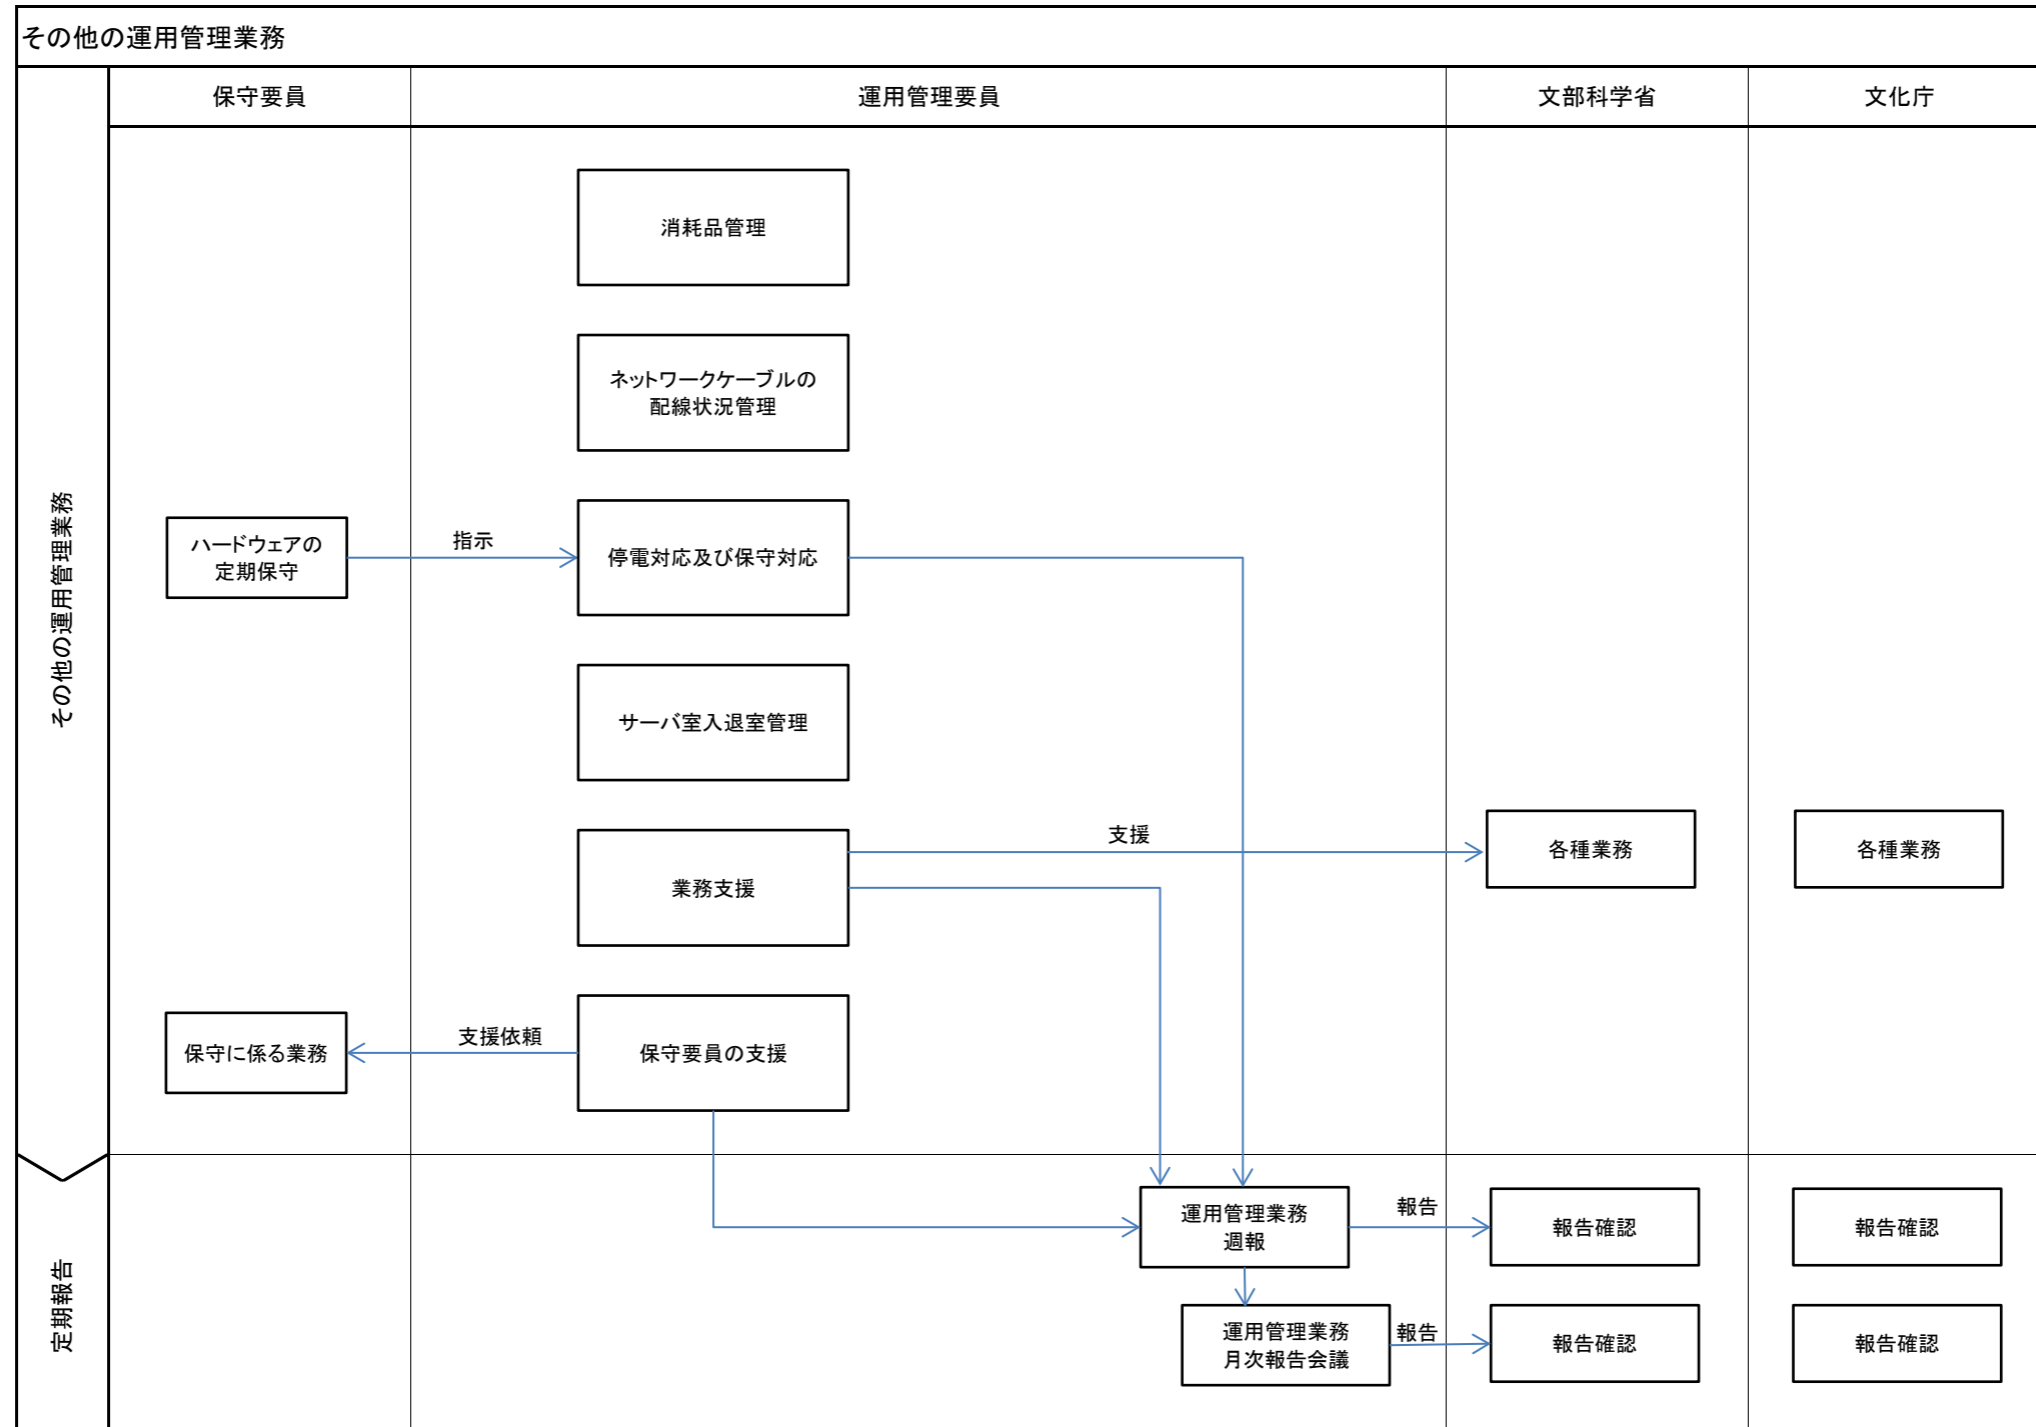 その他の運用管理業務
保守要員
運用管理要員
文部科学省
文化庁
その他の運用管理業務
消耗品管理
ネットワークケーブルの
配線状況管理
ハードウェアの
定期保守
指示
停電対応及び保守対応
サーバ室入退室管理
業務支援
支援
各種業務
各種業務
保守に係る業務
支援依頼
保守要員の支援
定期報告
運用管理業務
週報
報告
報告確認
報告確認
運用管理業務
月次報告会議
報告
報告確認
報告確認